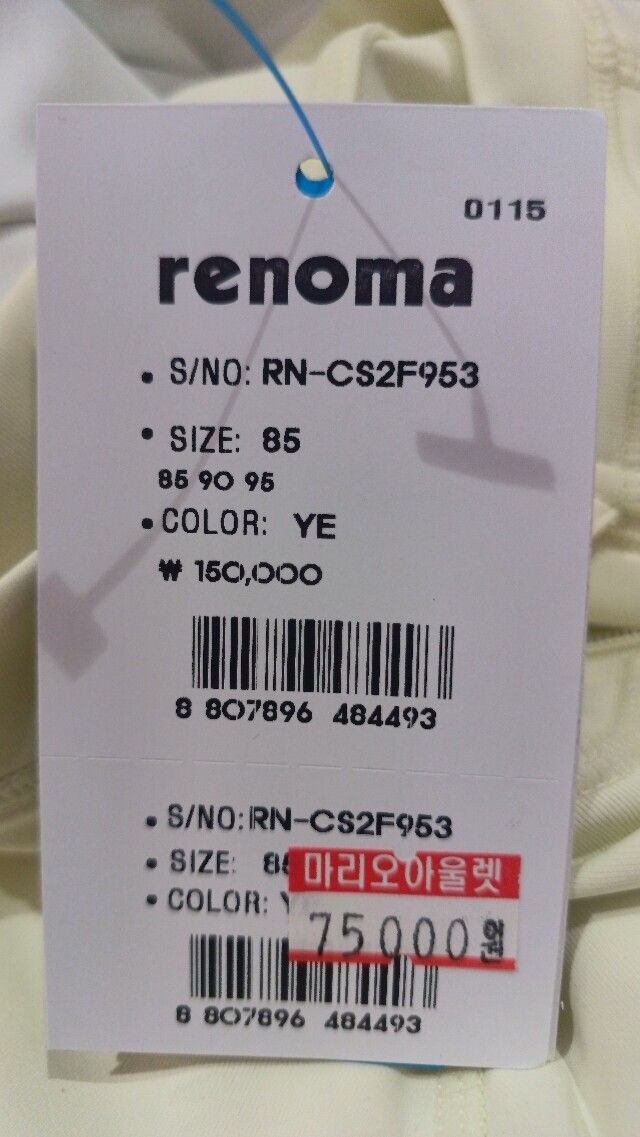 0115
renoma
• S/NO: RN-CS2F953
• SIZE: 85
85 90 95
• COLOR: YE
₩ 150,000
8 807896 484493
• S/NO: RN-CS2F953
• SIZE:
마리오아울렛
• COLOR:
75000원
8 807896 484493